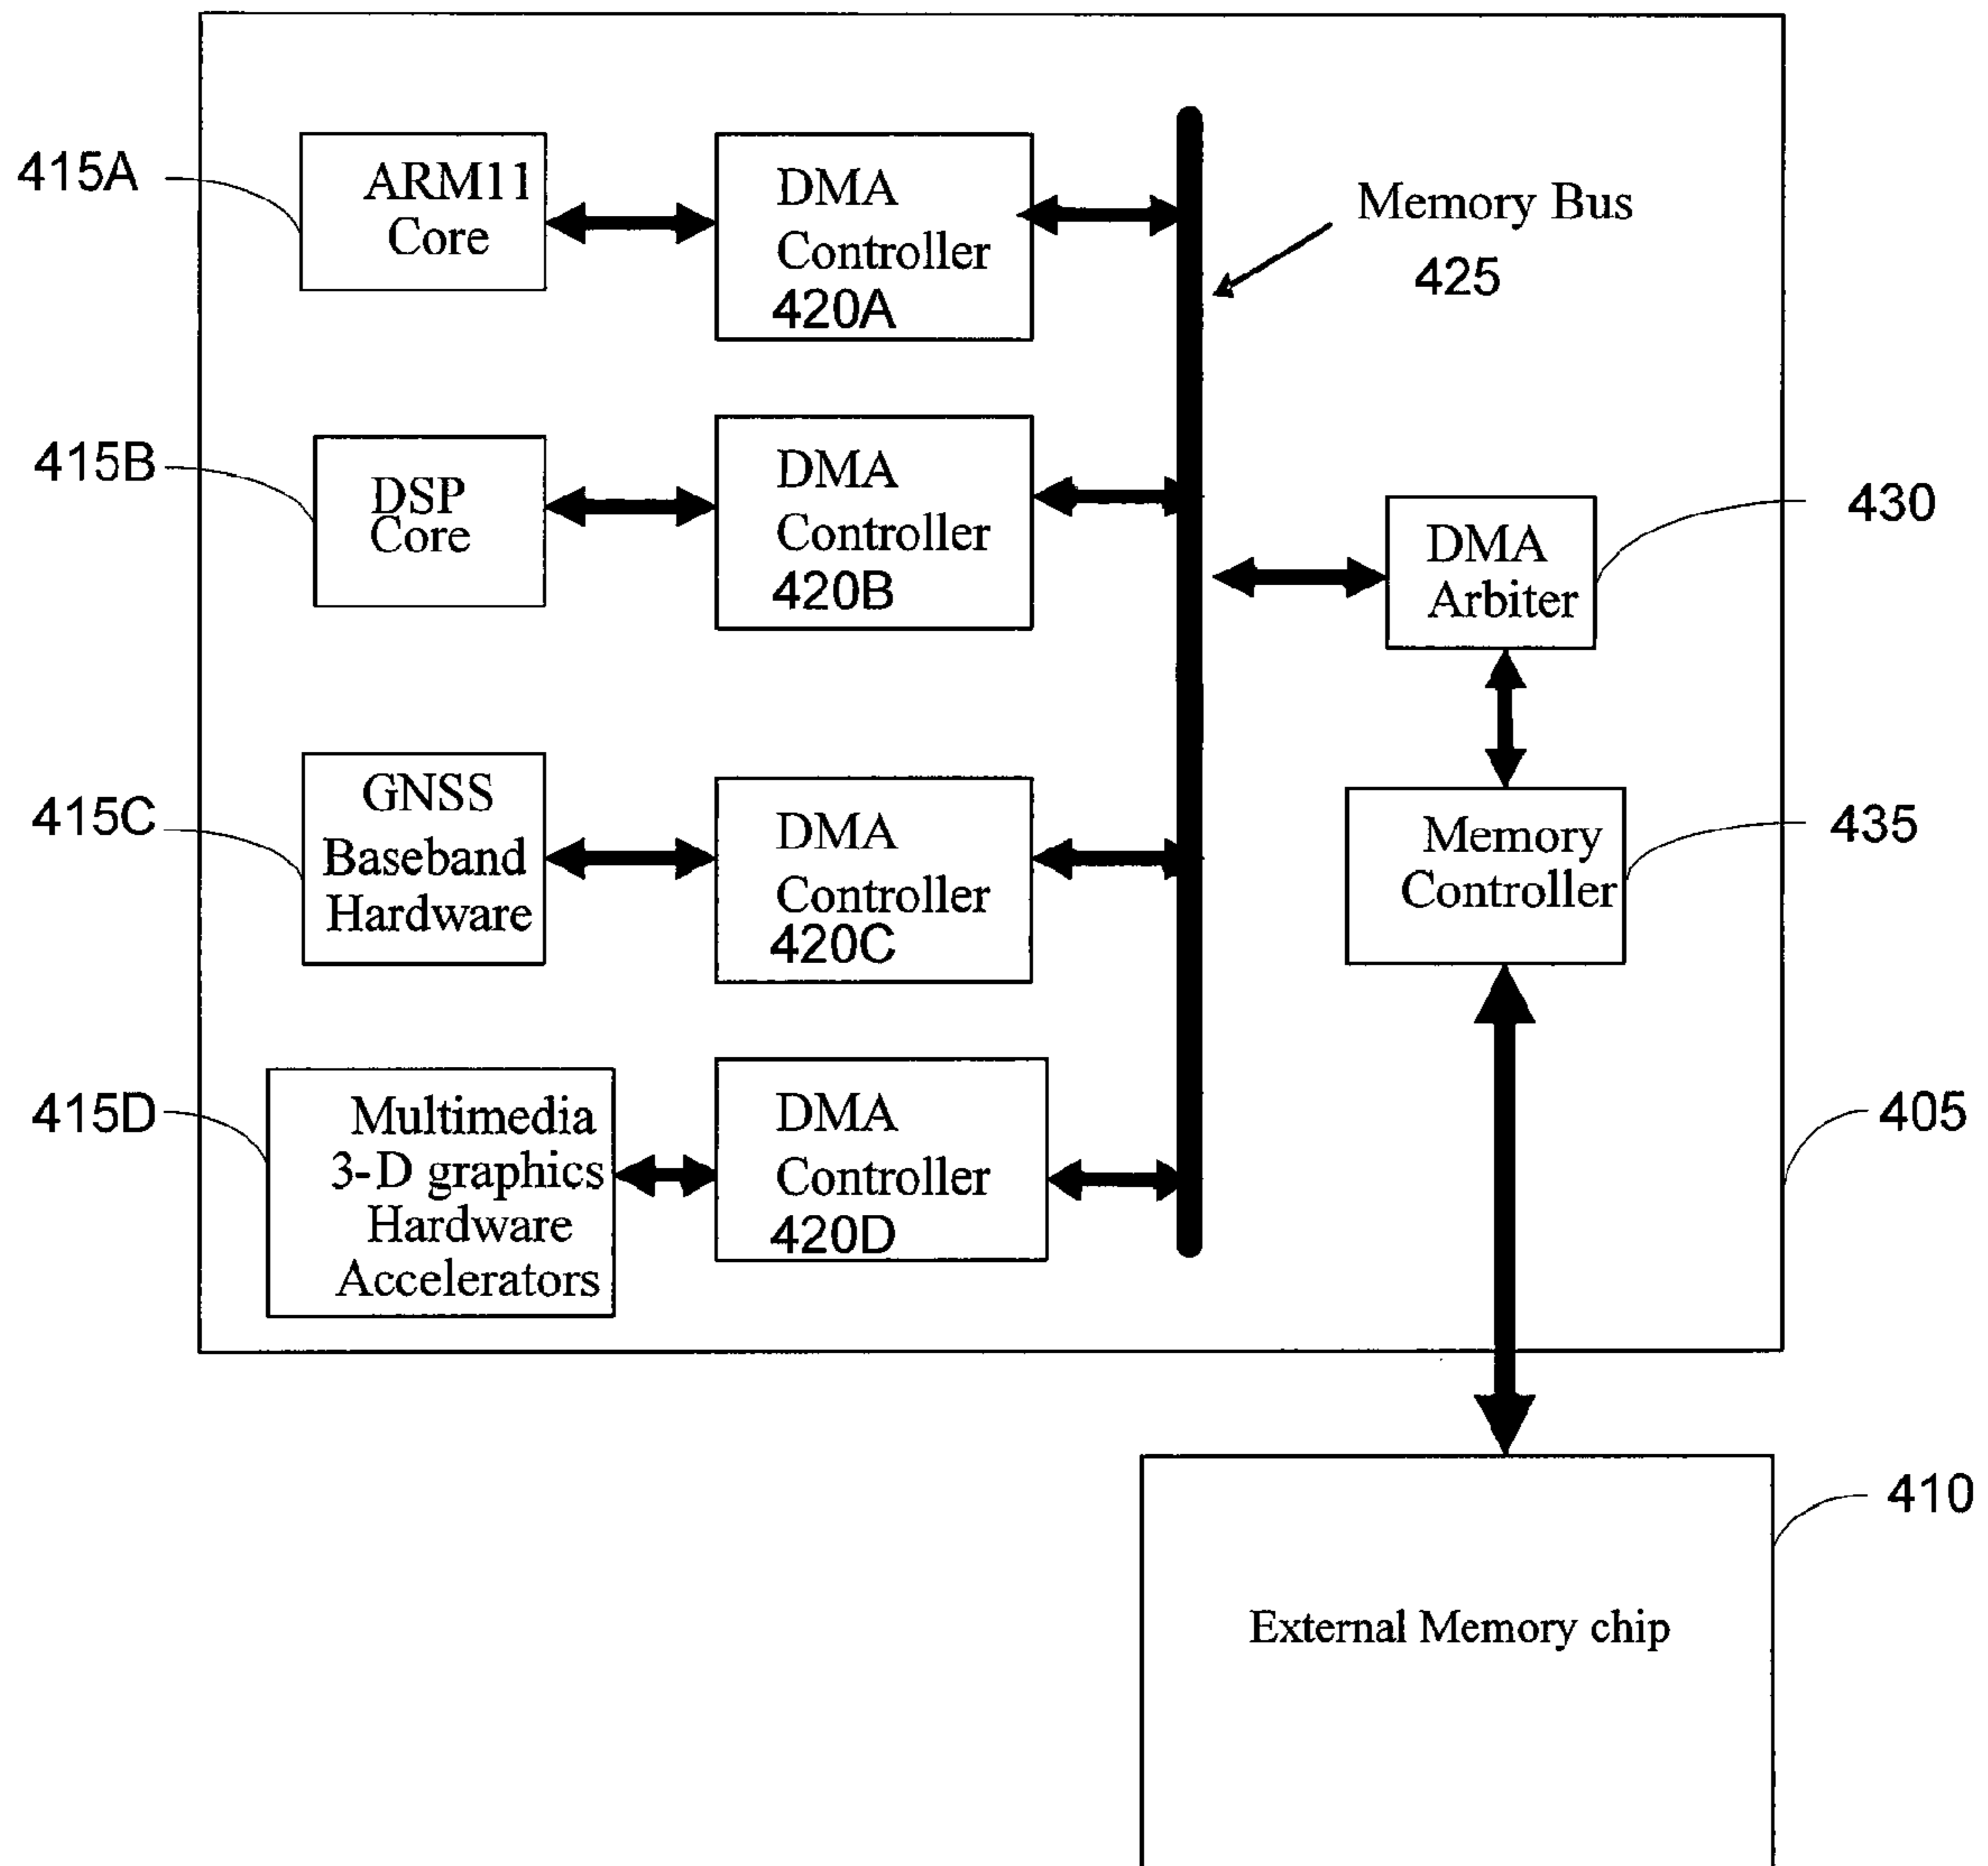 415A
ARM11
Core
DMA
Controller
420A
Memory Bus
425
415B
DSP
Core
DMA
Controller
420B
DMA
Arbiter
430
415C
GNSS
Baseband
Hardware
DMA
Controller
420C
Memory
Controller
435
415D
Multimedia
3-D graphics
Hardware
Accelerators
DMA
Controller
420D
405
410
External Memory chip